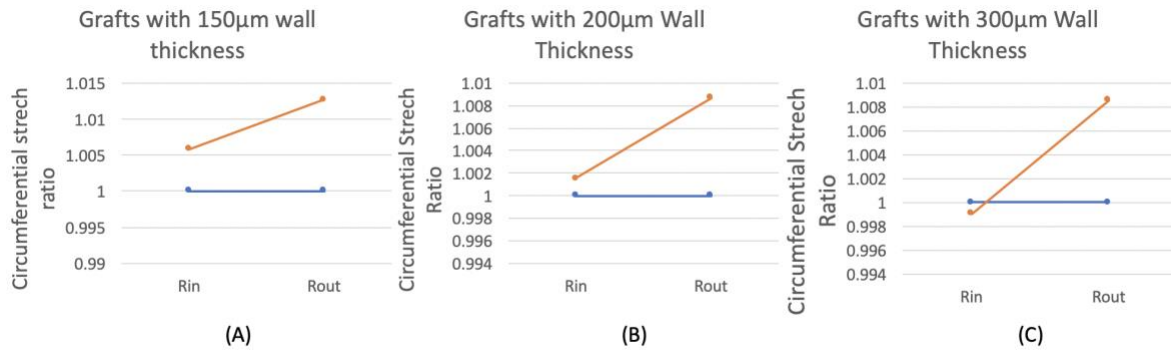 Grafts with 150µm wall
thickness
Circumferential strech
ratio
1.015
1.01
1.005
1
0.995
0.99
Rin Rout
(A)
Grafts with 200µm Wall
Thickness
Circumferential Strech
Ratio
1.01
1.008
1.006
1.004
1.002
1
0.998
0.996
0.994
Rin Rout
(B)
Grafts with 300µm Wall
Thickness
Circumferential Strech
Ratio
1.01
1.008
1.006
1.004
1.002
1
0.998
0.996
0.994
Rin Rout
(C)